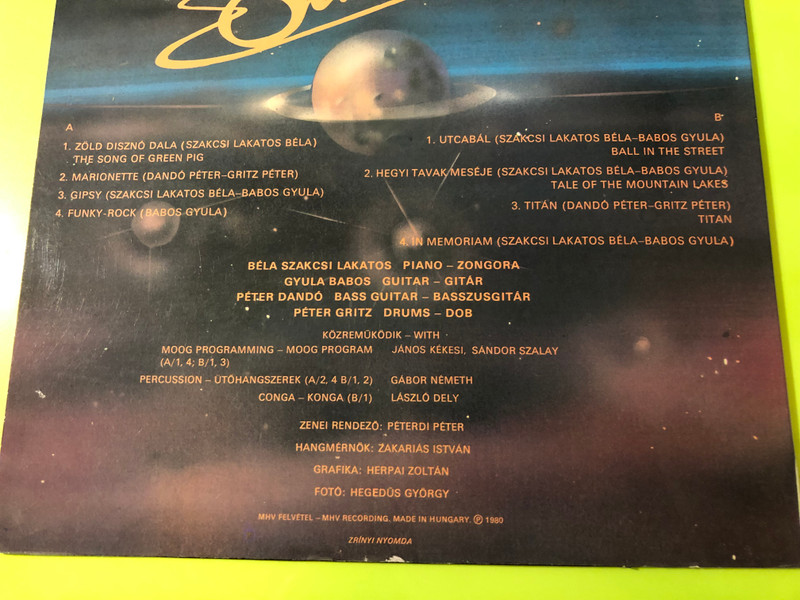 A
1. ZÖLD DISZNÓ DALA (SZAKCSI LAKATOS BÉLA)
THE SONG OF GREEN PIG
2. MARIONETTE (DANDÓ PÉTER–GRITZ PÉTER)
3. GIPSY (SZAKCSI LAKATOS BÉLA–BABOS GYULA)
4. FUNKY-ROCK (BABOS GYULA)
B
1. UTCABÁL (SZAKCSI LAKATOS BÉLA–BABOS GYULA)
BALL IN THE STREET
2. HEGYI TAVAK MESÉJE (SZAKCSI LAKATOS BÉLA–BABOS GYULA)
TALE OF THE MOUNTAIN LAKES
3. TITÁN (DANDÓ PÉTER–GRITZ PÉTER)
TITAN
4. IN MEMORIAM (SZAKCSI LAKATOS BÉLA–BABOS GYULA)
BÉLA SZAKCSI LAKATOS PIANO – ZONGORA
GYULA BABOS GUITAR – GITÁR
PÉTER DANDÓ BASS GUITAR – BASSZUSGITÁR
PÉTER GRITZ DRUMS – DOB
KÖZREMŰKÖDIK – WITH
MOOG PROGRAMMING – MOOG PROGRAM JÁNOS KÉKESI, SÁNDOR SZALAY
(A/1, 4; B/1, 3)
PERCUSSION – ÜTŐHANGSZEREK (A/2, 4 B/1, 2) GÁBOR NÉMETH
CONGA – KONGA (B/1) LÁSZLÓ DELY
ZENEI RENDEZŐ: PÉTERDI PÉTER
HANGMÉRNÖK: ZAKARIÁS ISTVÁN
GRAFIKA: HERPAI ZOLTÁN
FOTÓ: HEGEDŰS GYÖRGY
MHV FELVÉTEL – MHV RECORDING. MADE IN HUNGARY. ℗ 1980
ZRÍNYI NYOMDA